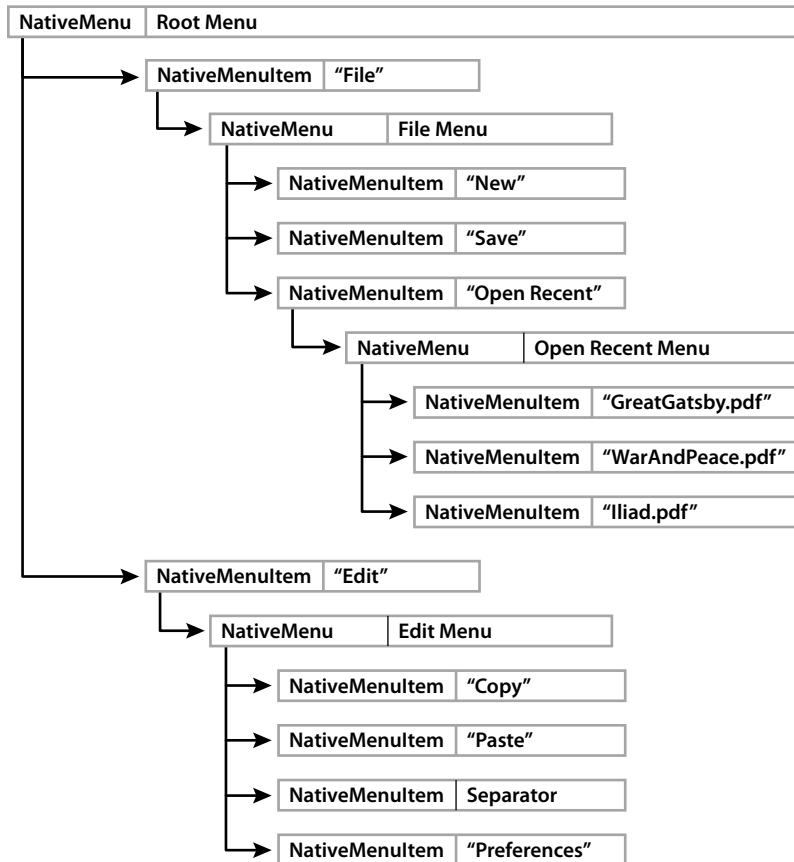 NativeMenu Root Menu
NativeMenuItem “File”
NativeMenu File Menu
NativeMenuItem “New”
NativeMenuItem “Save”
NativeMenuItem “Open Recent”
NativeMenu Open Recent Menu
NativeMenuItem “GreatGatsby.pdf”
NativeMenuItem “WarAndPeace.pdf”
NativeMenuItem “Iliad.pdf”
NativeMenuItem “Edit”
NativeMenu Edit Menu
NativeMenuItem “Copy”
NativeMenuItem “Paste”
NativeMenuItem Separator
NativeMenuItem “Preferences”